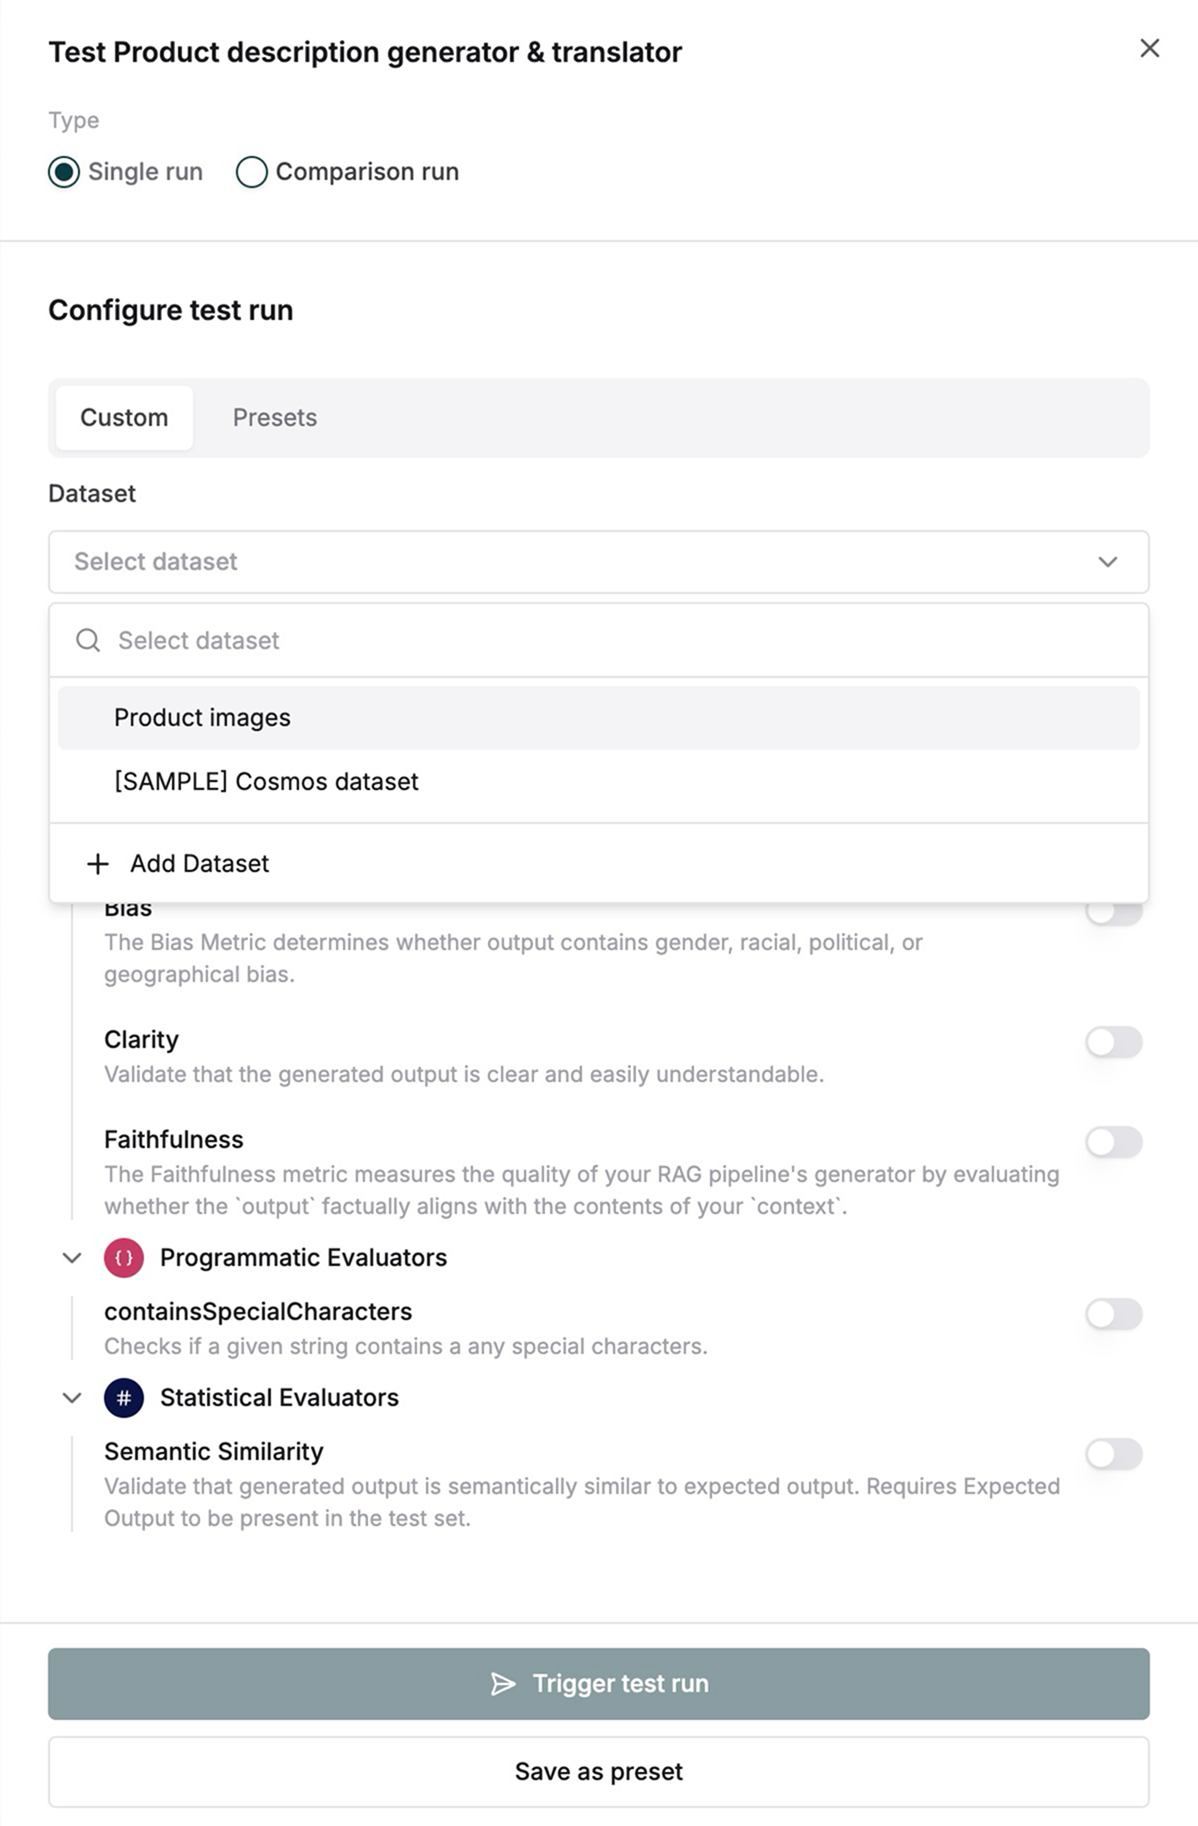 Test Product description generator & translator
Type
Single run
Comparison run
Configure test run
Custom
Presets
Dataset
Select dataset
Select dataset
Product images
[SAMPLE] Cosmos dataset
Add Dataset
Bias
The Bias Metric determines whether output contains gender, racial, political, or
geographical bias.
Clarity
Validate that the generated output is clear and easily understandable.
Faithfulness
The Faithfulness metric measures the quality of your RAG pipeline's generator by evaluating
whether the `output` factually aligns with the contents of your `context`.
{} Programmatic Evaluators
containsSpecialCharacters
Checks if a given string contains a any special characters.
# Statistical Evaluators
Semantic Similarity
Validate that generated output is semantically similar to expected output. Requires Expected
Output to be present in the test set.
Trigger test run
Save as preset